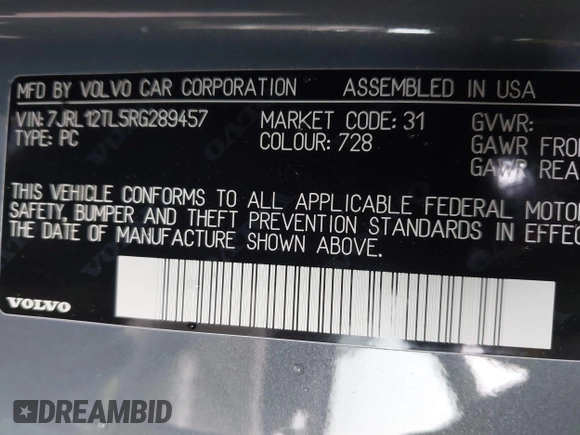 MFD BY VOLVO CAR CORPORATION ASSEMBLED IN USA
VIN: 7JRL12TL5RG289457 MARKET CODE: 31 GVWR:
TYPE: PC COLOUR: 728 GAWR FRO
GAWR REA
THIS VEHICLE CONFORMS TO ALL APPLICABLE FEDERAL MOTO
SAFETY, BUMPER AND THEFT PREVENTION STANDARDS IN EFFEC
THE DATE OF MANUFACTURE SHOWN ABOVE.
VOLVO
DREAMBID